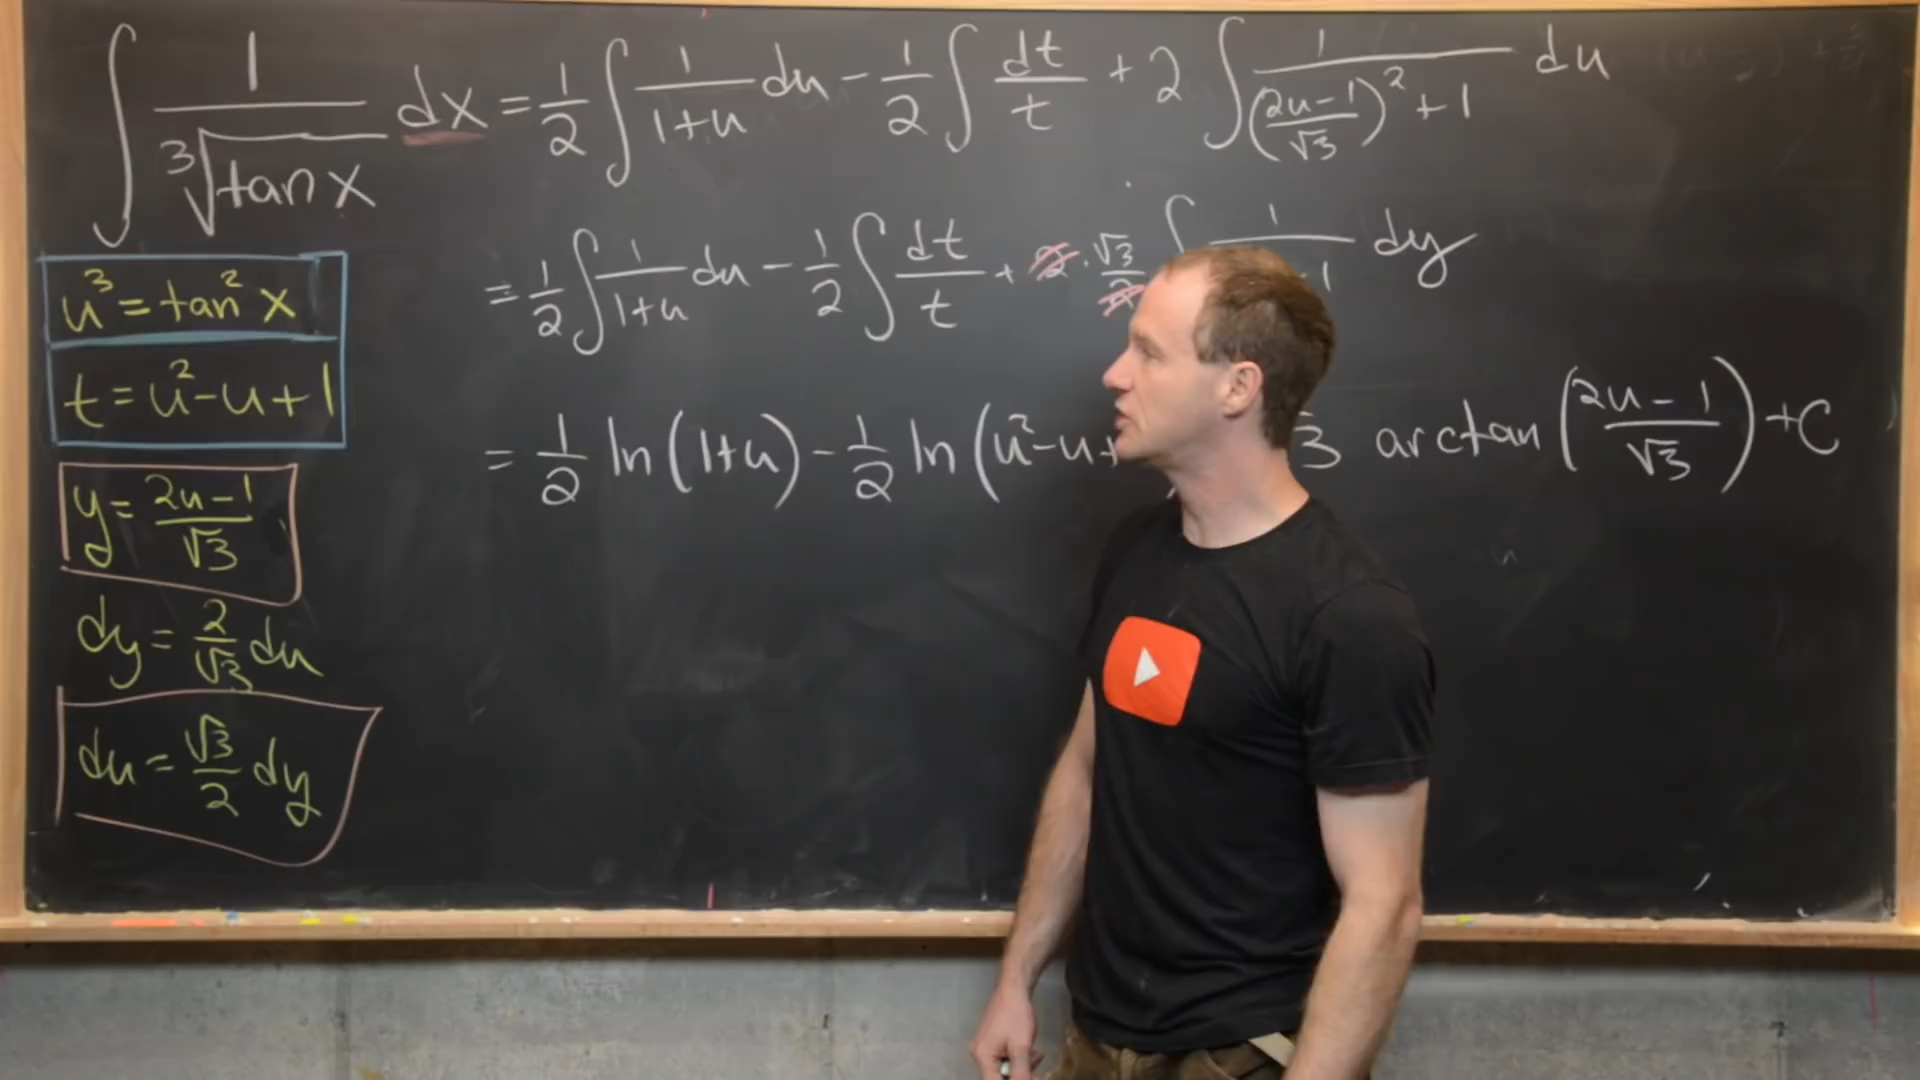 ∫ 1/∛(tan x) dx = 1/2 ∫ 1/(1+u) du − 1/2 ∫ dt/t + 2 ∫ 1/(((2u−1)/√3)² + 1) du
= 1/2 ∫ 1/(1+u) du − 1/2 ∫ dt/t + 2 · √3/2 ∫ 1/( 1 dy
= 1/2 ln(1+u) − 1/2 ln(u²−u+ 3 arctan((2u−1)/√3) + C
u³ = tan² x
t = u²−u+1
y = (2u−1)/√3
dy = 2/√3 du
du = √3/2 dy